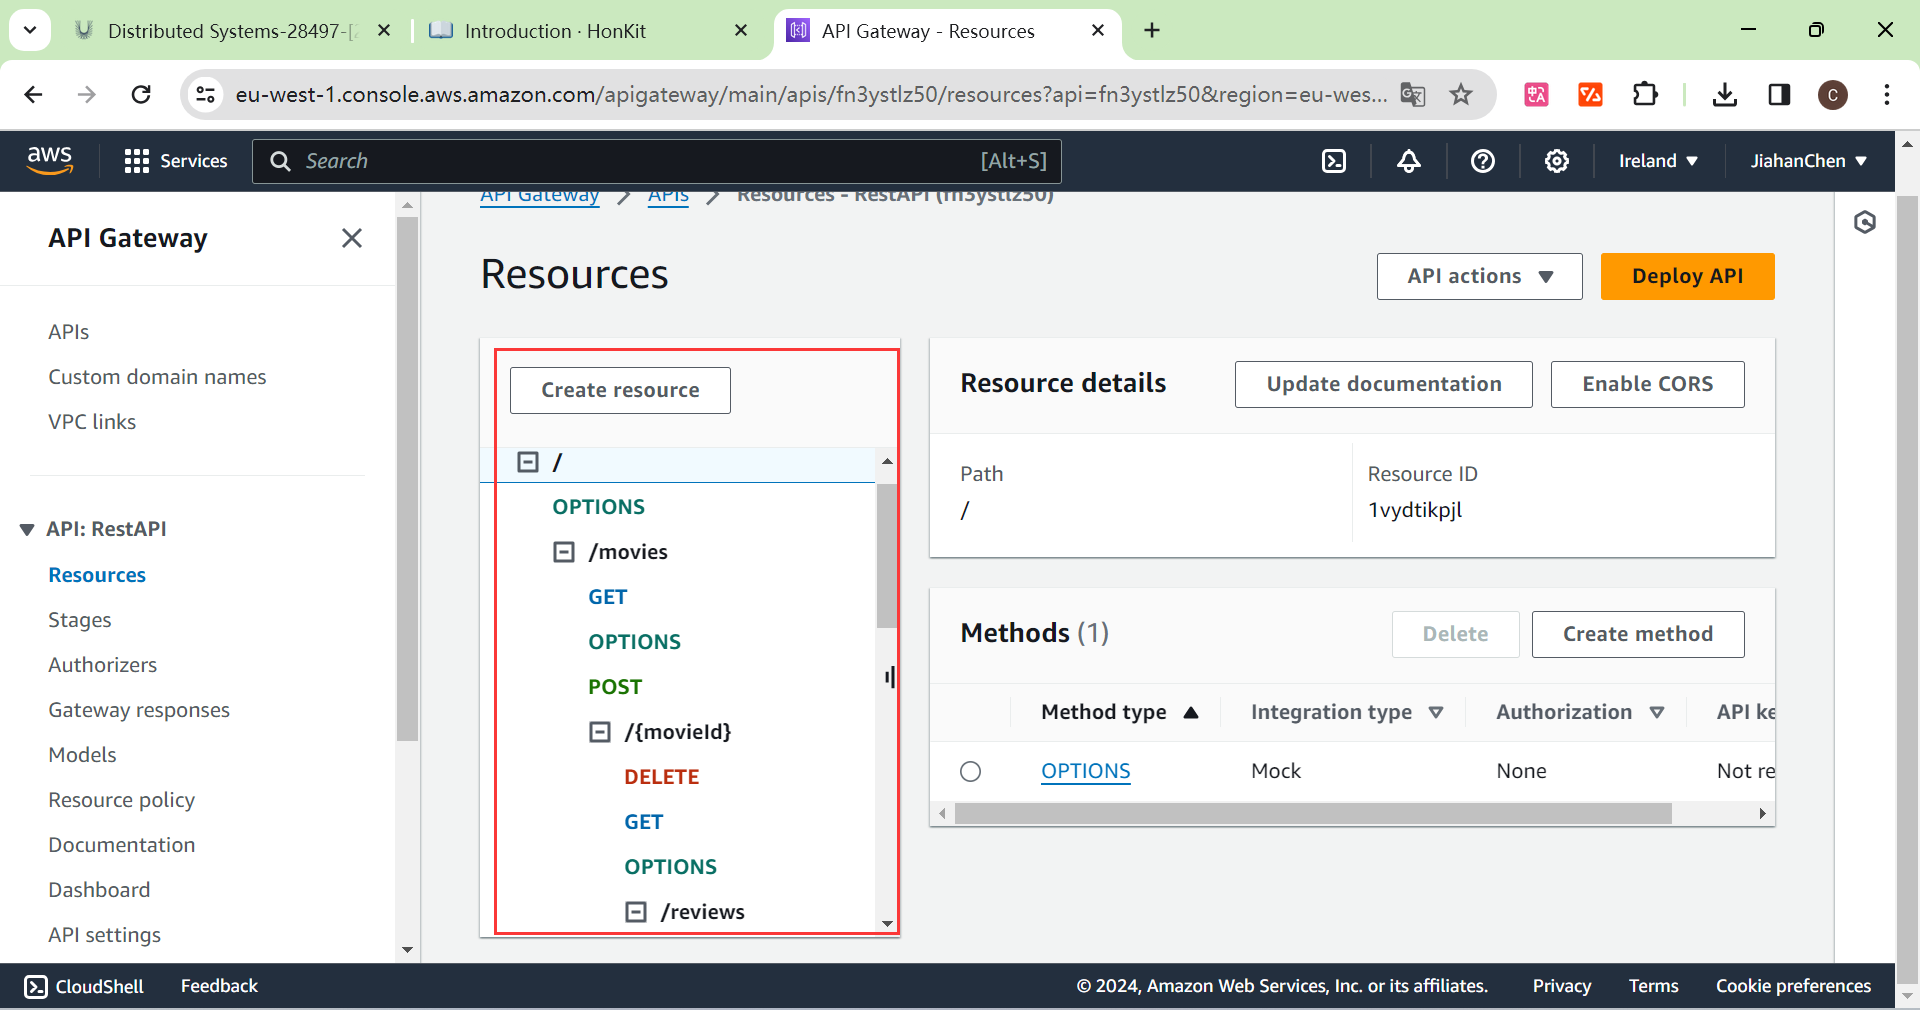 Distributed Systems-28497-[
Introduction · HonKit
API Gateway - Resources
eu-west-1.console.aws.amazon.com/apigateway/main/apis/fn3ystlz50/resources?api=fn3ystlz50&region=eu-wes...
C
aws
Services
Search
[Alt+S]
Ireland
JiahanChen
API Gateway
APIs
Resources - RestAPI (fn3ystlz50)
API Gateway
APIs
Custom domain names
VPC links
API: RestAPI
Resources
Stages
Authorizers
Gateway responses
Models
Resource policy
Documentation
Dashboard
API settings
Resources
API actions
Deploy API
Create resource
/
OPTIONS
/movies
GET
OPTIONS
POST
/{movieId}
DELETE
GET
OPTIONS
/reviews
Resource details
Update documentation
Enable CORS
Path
/
Resource ID
1vydtikpjl
Methods (1)
Delete
Create method
Method type
Integration type
Authorization
API ke
OPTIONS
Mock
None
Not re
CloudShell
Feedback
© 2024, Amazon Web Services, Inc. or its affiliates.
Privacy
Terms
Cookie preferences